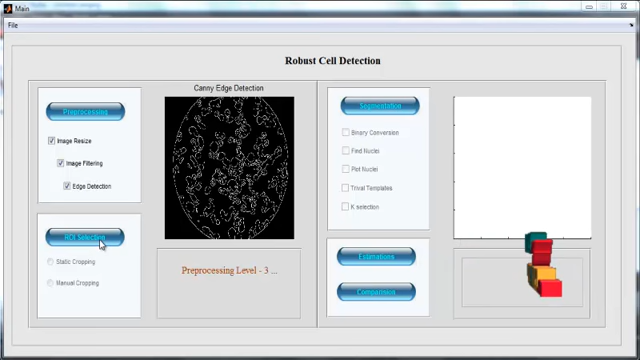 Main
File
Robust Cell Detection
Canny Edge Detection
Preprocessing
Image Resize
Image Filtering
Edge Detection
ROI Selection
Static Cropping
Manual Cropping
Preprocessing Level - 3 ...
Segmentation
Binary Conversion
Find Nuclei
Plot Nuclei
Trival Templates
K selection
Estimations
Comparison